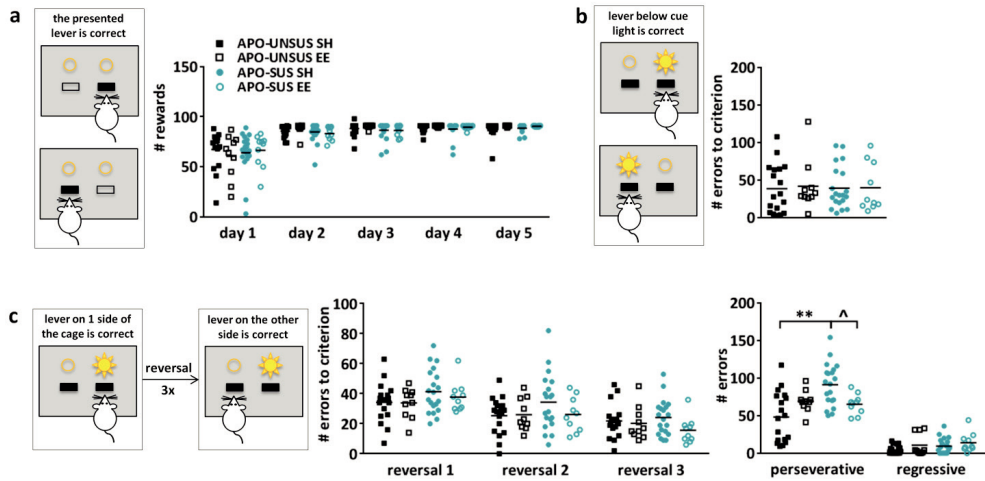 a
the presented
lever is correct
APO-UNSUS SH
APO-UNSUS EE
APO-SUS SH
APO-SUS EE
# rewards
150
100
50
0
day 1 day 2 day 3 day 4 day 5
b
lever below cue
light is correct
# errors to criterion
200
150
100
50
0
c
lever on 1 side of
the cage is correct
reversal
3x
lever on the other
side is correct
# errors to criterion
100
80
60
40
20
0
reversal 1 reversal 2 reversal 3
# errors
200
150
100
50
0
** ^
perseverative regressive